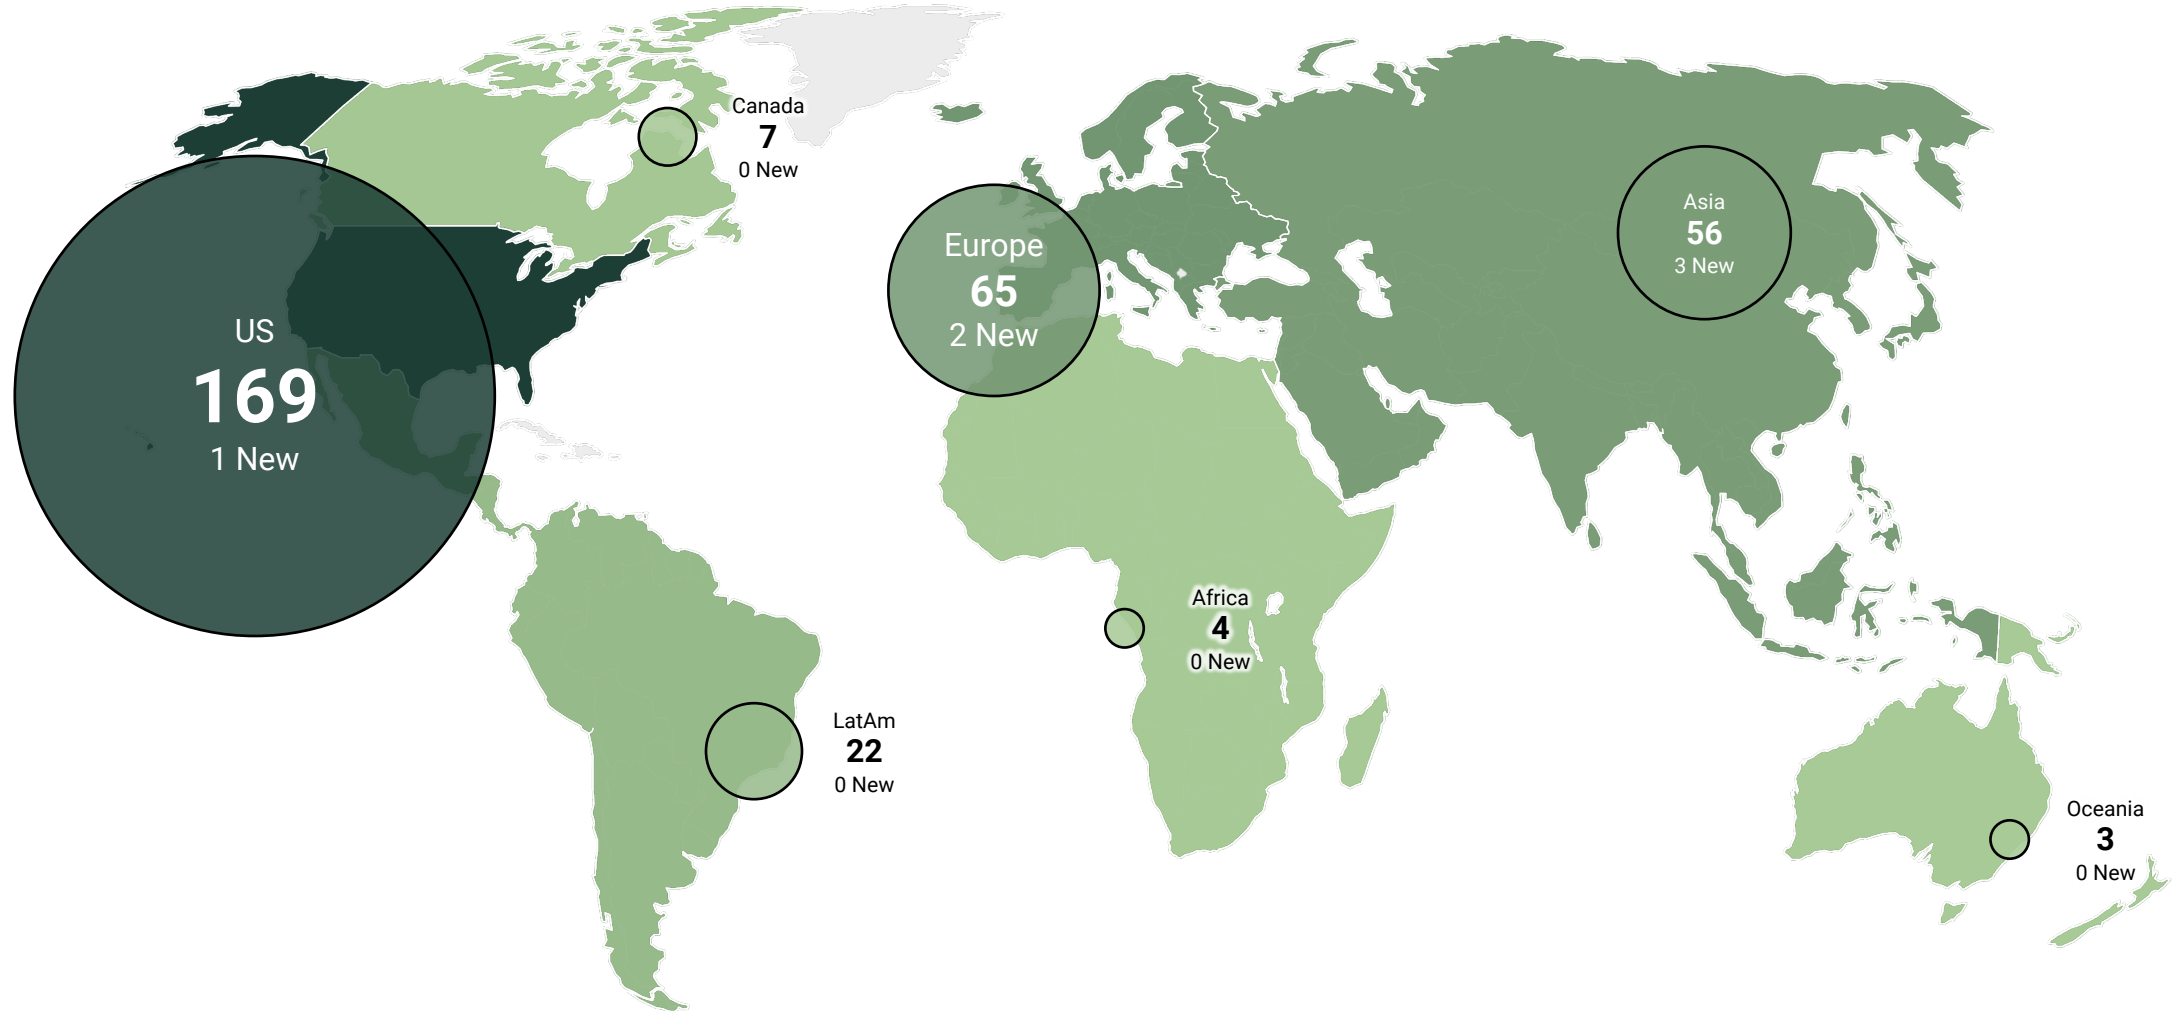 Canada
7
0 New
US
169
1 New
Europe
65
2 New
Asia
56
3 New
Africa
4
0 New
LatAm
22
0 New
Oceania
3
0 New